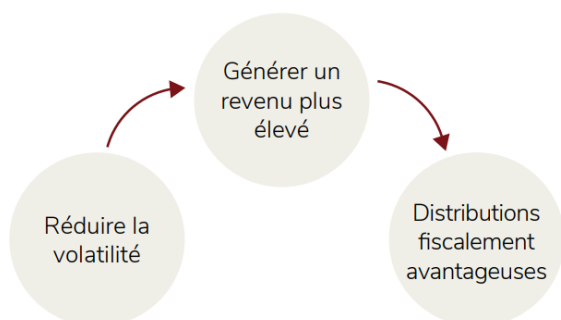 Générer un
revenu plus
élevé
Réduire la
volatilité
Distributions
fiscalement
avantageuses